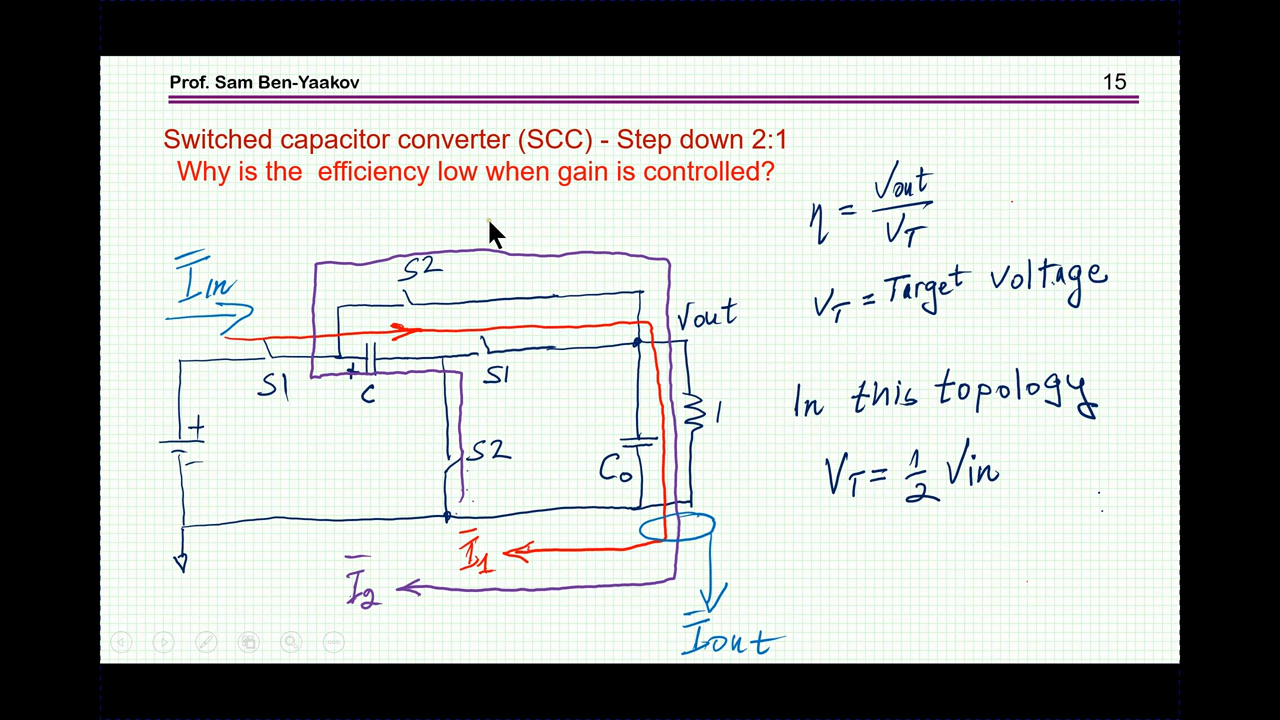 Prof. Sam Ben-Yaakov
15
Switched capacitor converter (SCC) - Step down 2:1
Why is the efficiency low when gain is controlled?
η = Vout / VT
VT = Target voltage
In this topology
VT = 1/2 Vin
Iin
S2
Vout
S1
+
C
S1
+
-
S2
Co
I1
I2
Iout